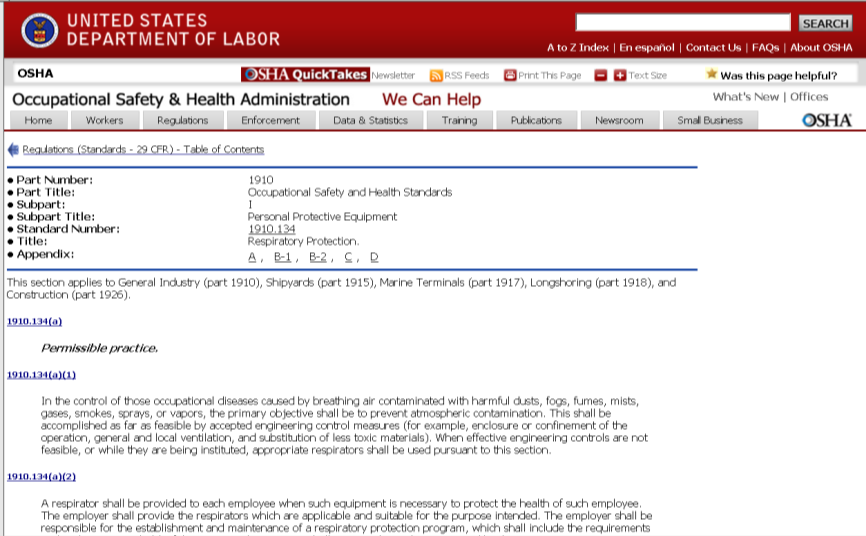 UNITED STATES
DEPARTMENT OF LABOR
SEARCH
A to Z Index | En español | Contact Us | FAQs | About OSHA
OSHA
OSHA QuickTakes Newsletter RSS Feeds Print This Page Text Size Was this page helpful?
Occupational Safety & Health Administration We Can Help
What's New | Offices
Home Workers Regulations Enforcement Data & Statistics Training Publications Newsroom Small Business OSHA
Regulations (Standards - 29 CFR) - Table of Contents
• Part Number: 1910
• Part Title: Occupational Safety and Health Standards
• Subpart: I
• Subpart Title: Personal Protective Equipment
• Standard Number: 1910.134
• Title: Respiratory Protection.
• Appendix: A , B-1 , B-2 , C , D
This section applies to General Industry (part 1910), Shipyards (part 1915), Marine Terminals (part 1917), Longshoring (part 1918), and
Construction (part 1926).
1910.134(a)
Permissible practice.
1910.134(a)(1)
In the control of those occupational diseases caused by breathing air contaminated with harmful dusts, fogs, fumes, mists,
gases, smokes, sprays, or vapors, the primary objective shall be to prevent atmospheric contamination. This shall be
accomplished as far as feasible by accepted engineering control measures (for example, enclosure or confinement of the
operation, general and local ventilation, and substitution of less toxic materials). When effective engineering controls are not
feasible, or while they are being instituted, appropriate respirators shall be used pursuant to this section.
1910.134(a)(2)
A respirator shall be provided to each employee when such equipment is necessary to protect the health of such employee.
The employer shall provide the respirators which are applicable and suitable for the purpose intended. The employer shall be
responsible for the establishment and maintenance of a respiratory protection program, which shall include the requirements